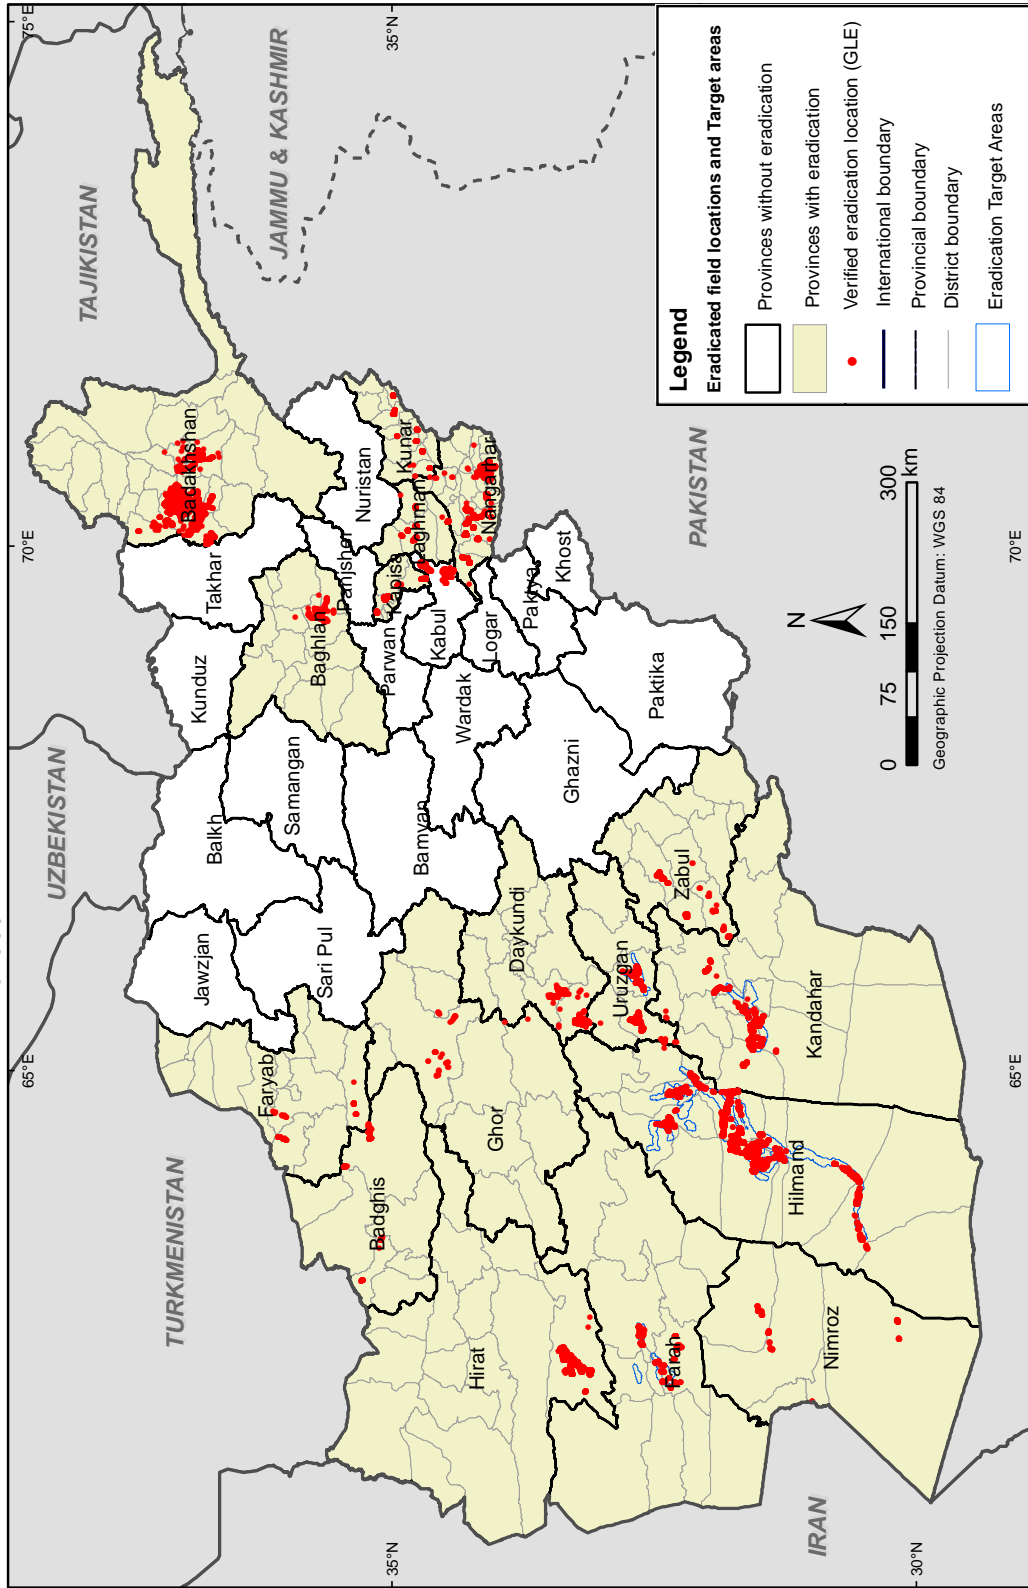 75°E
70°E
65°E
35°N
35°N
30°N
30°N
65°E
70°E
TAJIKISTAN
JAMMU & KASHMIR
UZBEKISTAN
TURKMENISTAN
PAKISTAN
IRAN
Badakhshan
Takhar
Kunduz
Baghlan
Balkh
Samangan
Jawzjan
Sari Pul
Faryab
Badghis
Hirat
Ghor
Bamyan
Daykundi
Uruzgan
Zabul
Kandahar
Hilmand
Nimroz
Farah
Ghazni
Wardak
Parwan
Panjsher
Kapisa
Kabul
Logar
Paktya
Khost
Paktika
Nuristan
Kunar
Laghman
Nangarhar
N
0 75 150 300
km
Geographic Projection Datum: WGS 84
Legend
Eradicated field locations and Target areas
Provinces without eradication
Provinces with eradication
Verified eradication location (GLE)
International boundary
Provincial boundary
District boundary
Eradication Target Areas